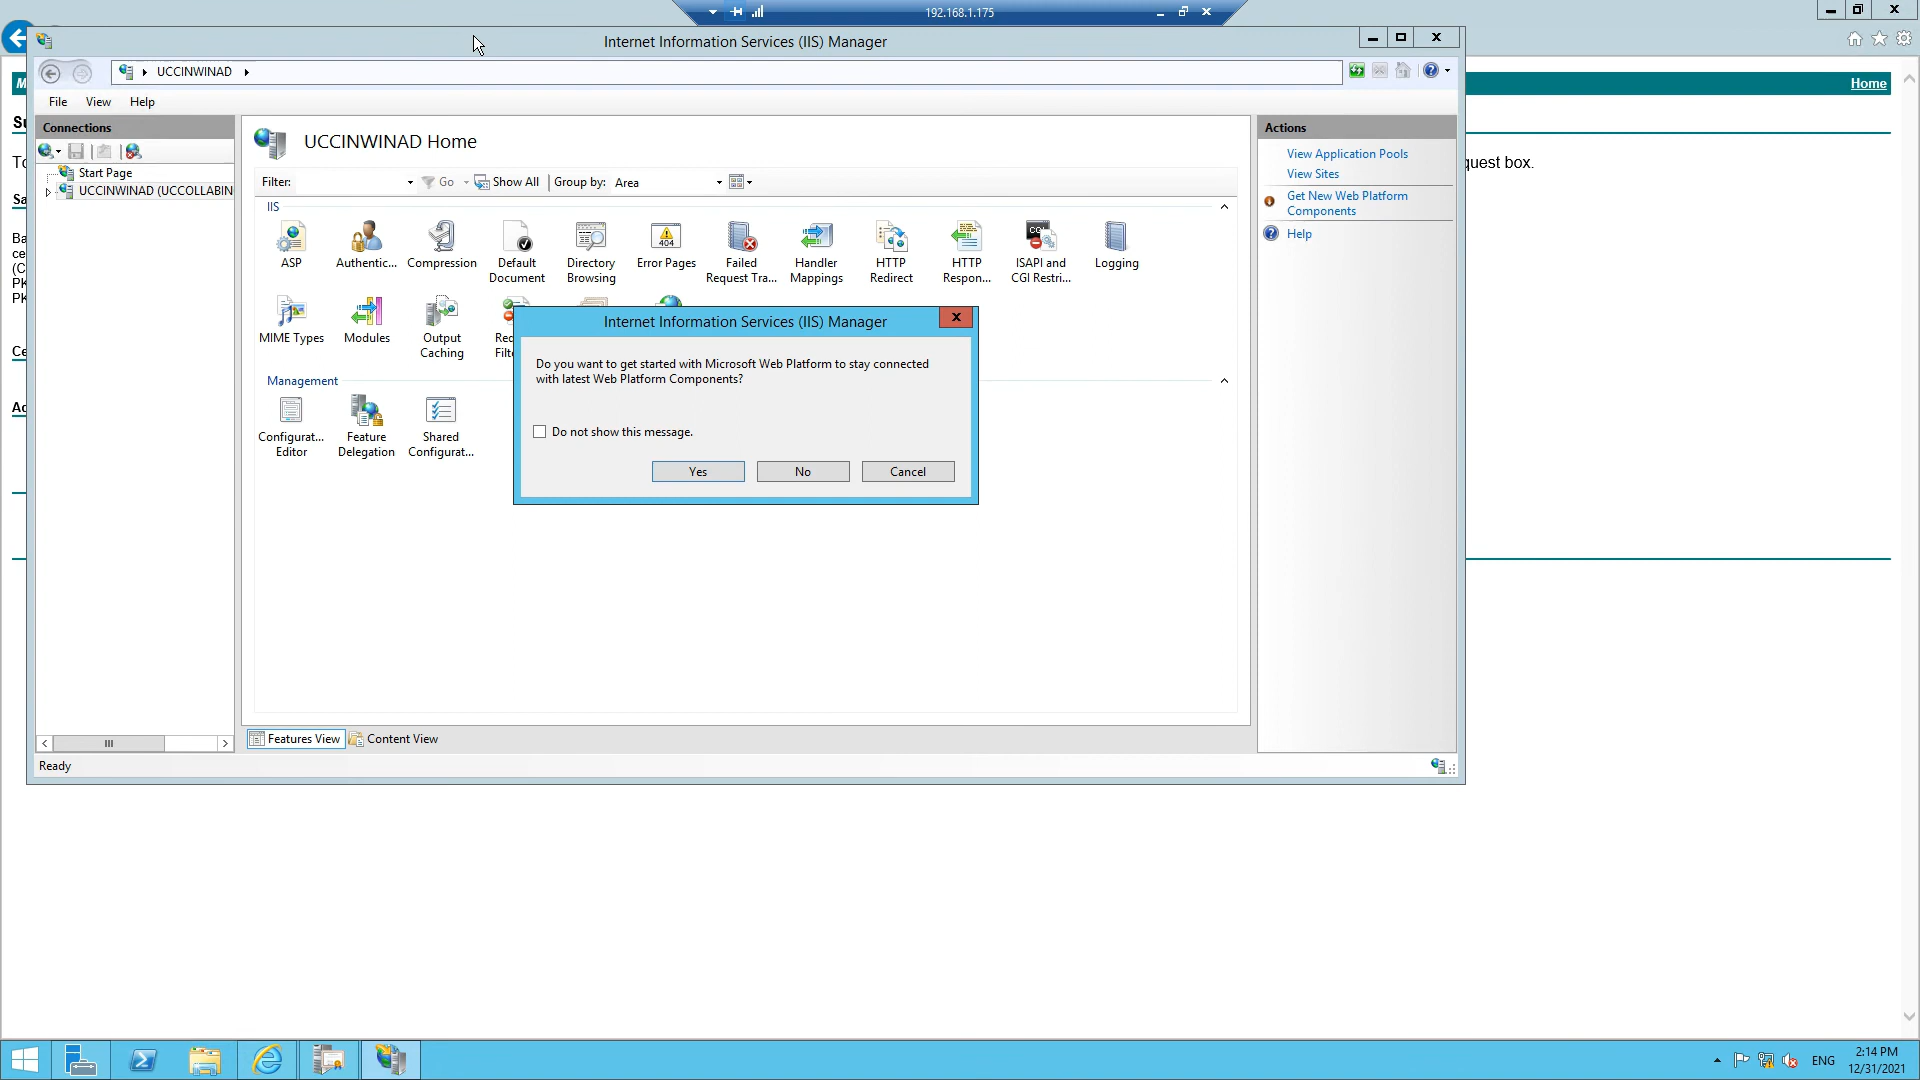 192.168.1.175
Internet Information Services (IIS) Manager
UCCINWINAD
File View Help
Home
Connections
Start Page
UCCINWINAD (UCCOLLABIN
UCCINWINAD Home
Filter: Go Show All Group by: Area
IIS
ASP
Authentic...
Compression
Default
Document
Directory
Browsing
Error Pages
404
Failed
Request Tra...
Handler
Mappings
HTTP
Redirect
HTTP
Respon...
ISAPI and
CGI Restri...
Logging
MIME Types
Modules
Output
Caching
Management
Configurat...
Editor
Feature
Delegation
Shared
Configurat...
Internet Information Services (IIS) Manager
Do you want to get started with Microsoft Web Platform to stay connected
with latest Web Platform Components?
Do not show this message.
Yes No Cancel
Features View Content View
Ready
Actions
View Application Pools
View Sites
Get New Web Platform
Components
Help
quest box.
ENG
2:14 PM
12/31/2021